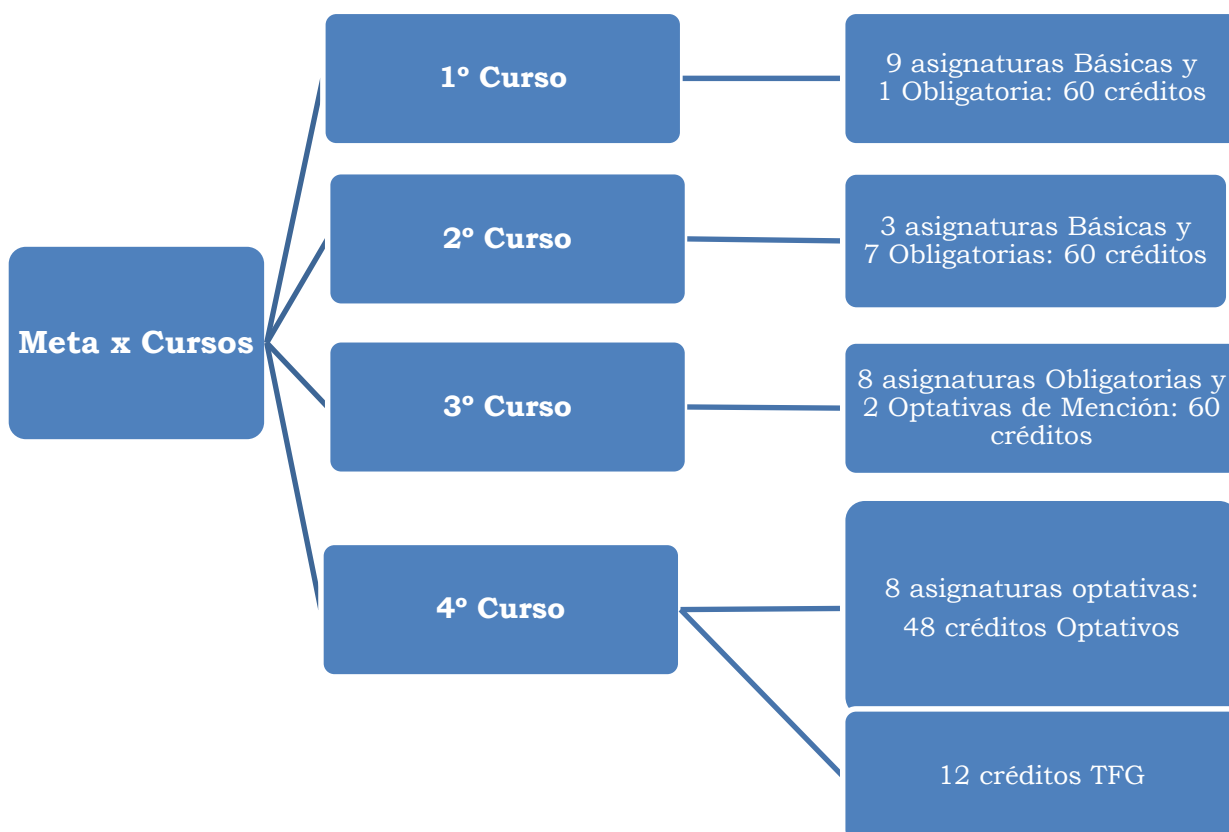 Meta x Cursos
1º Curso
9 asignaturas Básicas y
1 Obligatoria: 60 créditos
2º Curso
3 asignaturas Básicas y
7 Obligatorias: 60 créditos
3º Curso
8 asignaturas Obligatorias y
2 Optativas de Mención: 60
créditos
4º Curso
8 asignaturas optativas:
48 créditos Optativos
12 créditos TFG